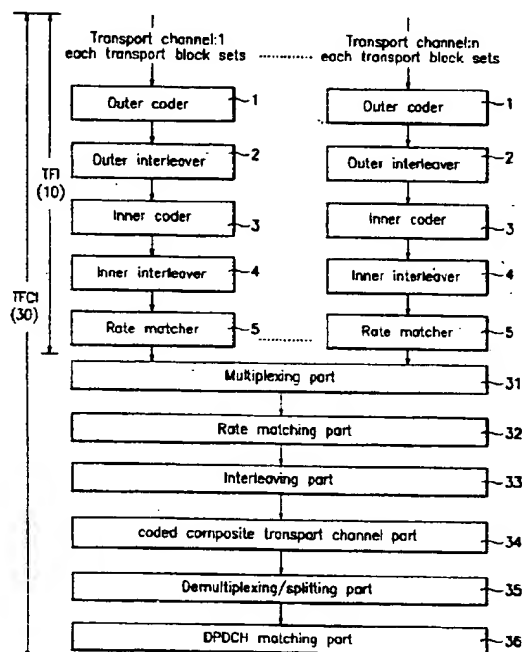 Transport channel:1
each transport block sets
Transport channel:n
each transport block sets
Outer coder
1
Outer coder
1
Outer interleaver
2
Outer interleaver
2
TFI
(10)
Inner coder
3
Inner coder
3
Inner interleaver
4
Inner interleaver
4
TFCI
(30)
Rate matcher
5
Rate matcher
5
Multiplexing part
31
Rate matching part
32
Interleaving part
33
coded composite transport channel part
34
Demultiplexing/splitting part
35
DPDCH matching part
36